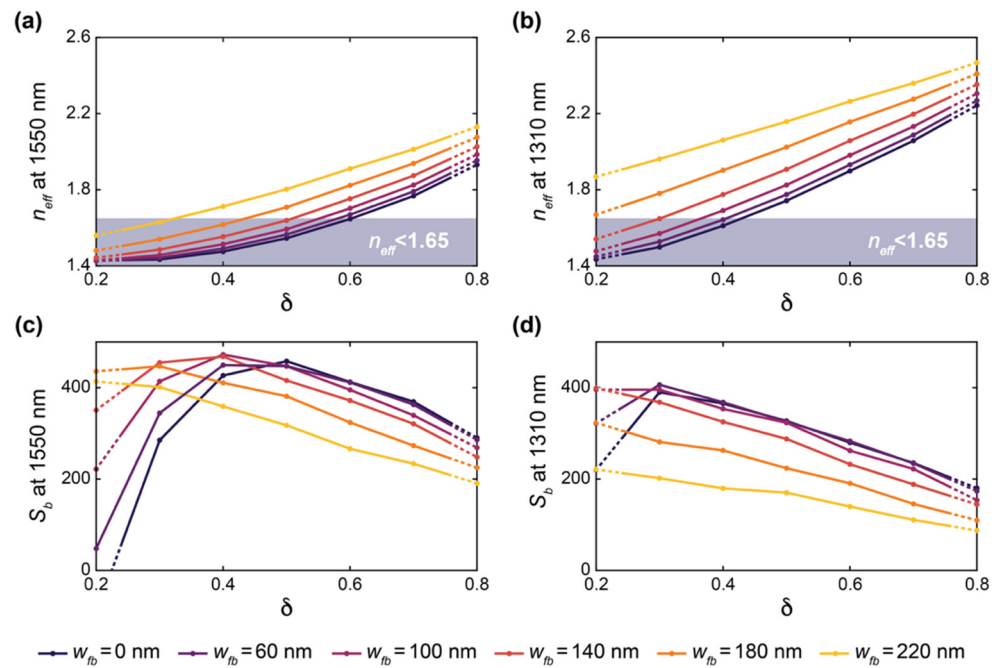 (a)
n_eff at 1550 nm
2.6
2.2
1.8
1.4
n_eff<1.65
0.2 0.4 0.6 0.8
δ
(b)
n_eff at 1310 nm
2.6
2.2
1.8
1.4
n_eff<1.65
0.2 0.4 0.6 0.8
δ
(c)
S_b at 1550 nm
400
200
0
0.2 0.4 0.6 0.8
δ
(d)
S_b at 1310 nm
400
200
0
0.2 0.4 0.6 0.8
δ
w_fb = 0 nm w_fb = 60 nm w_fb = 100 nm w_fb = 140 nm w_fb = 180 nm w_fb = 220 nm